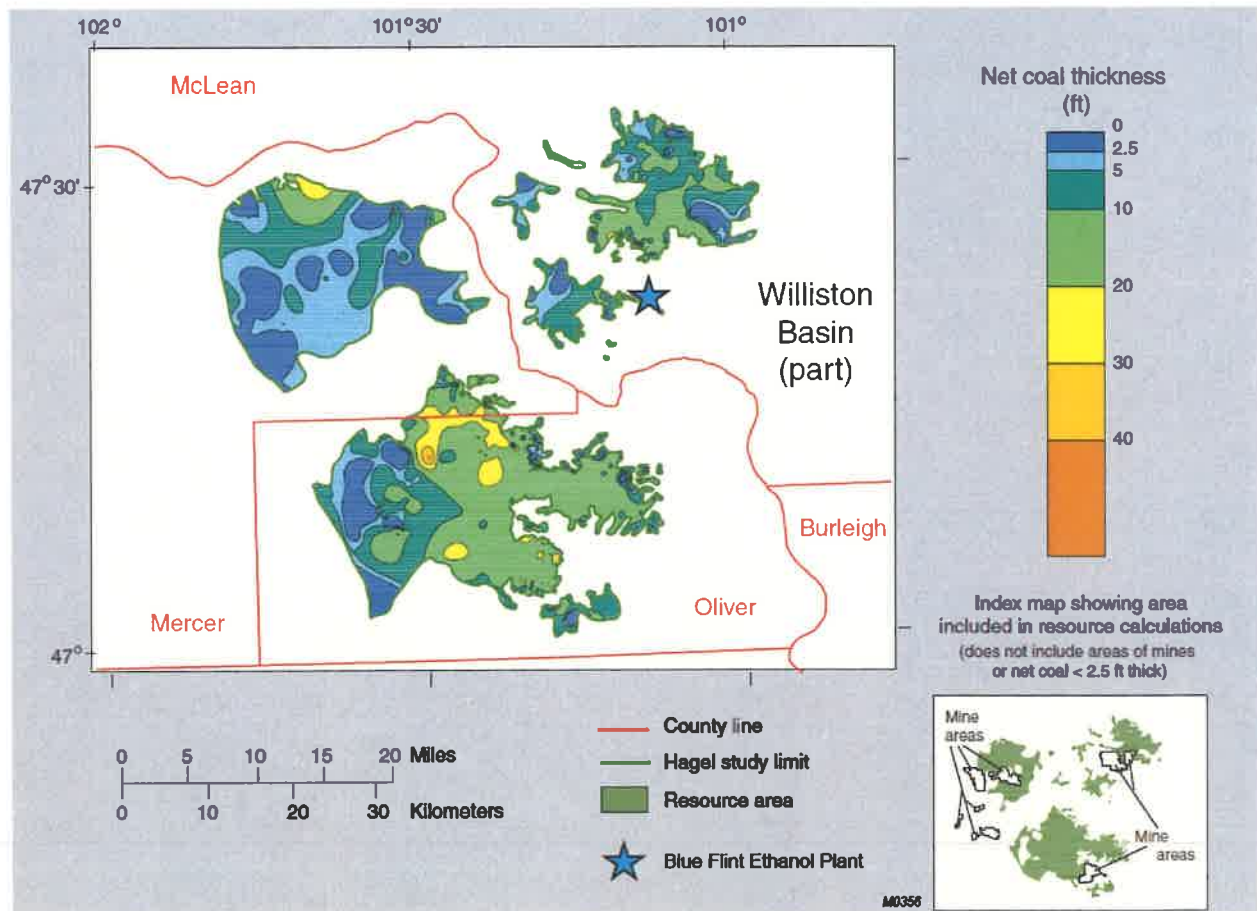 102°
101°30'
101°
McLean
47°30'
Williston
Basin
(part)
Burleigh
Mercer
Oliver
47°
Net coal thickness
(ft)
0
2.5
5
10
20
30
40
Index map showing area
included in resource calculations
(does not include areas of mines
or net coal < 2.5 ft thick)
Mine
areas
Mine
areas
0 5 10 15 20 Miles
0 10 20 30 Kilometers
County line
Hagel study limit
Resource area
Blue Flint Ethanol Plant
M0356